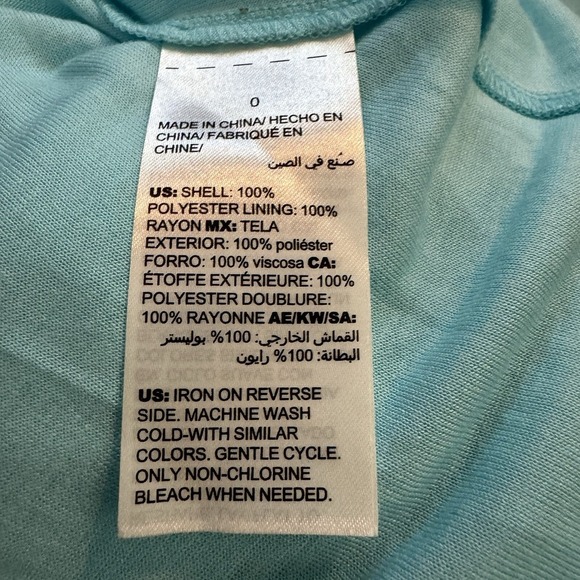 0
MADE IN CHINA/ HECHO EN
CHINA/ FABRIQUÉ EN
CHINE/
صنع في الصين
US: SHELL: 100%
POLYESTER LINING: 100%
RAYON MX: TELA
EXTERIOR: 100% poliéster
FORRO: 100% viscosa CA:
ÉTOFFE EXTÉRIEURE: 100%
POLYESTER DOUBLURE:
100% RAYONNE AE/KW/SA:
القماش الخارجي: 100% بوليستر
البطانة: 100% رايون
US: IRON ON REVERSE
SIDE. MACHINE WASH
COLD-WITH SIMILAR
COLORS. GENTLE CYCLE.
ONLY NON-CHLORINE
BLEACH WHEN NEEDED.